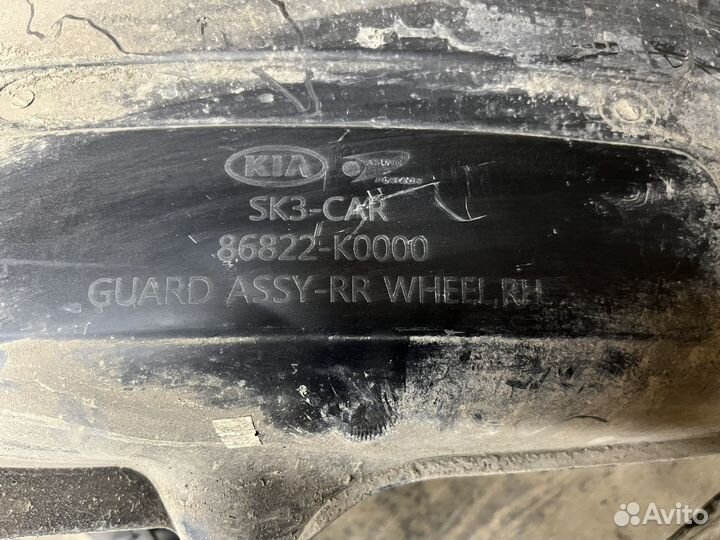 KIA
SK3-CAR
86822-K0000
GUARD ASSY-RR WHEEL,RH
Avito